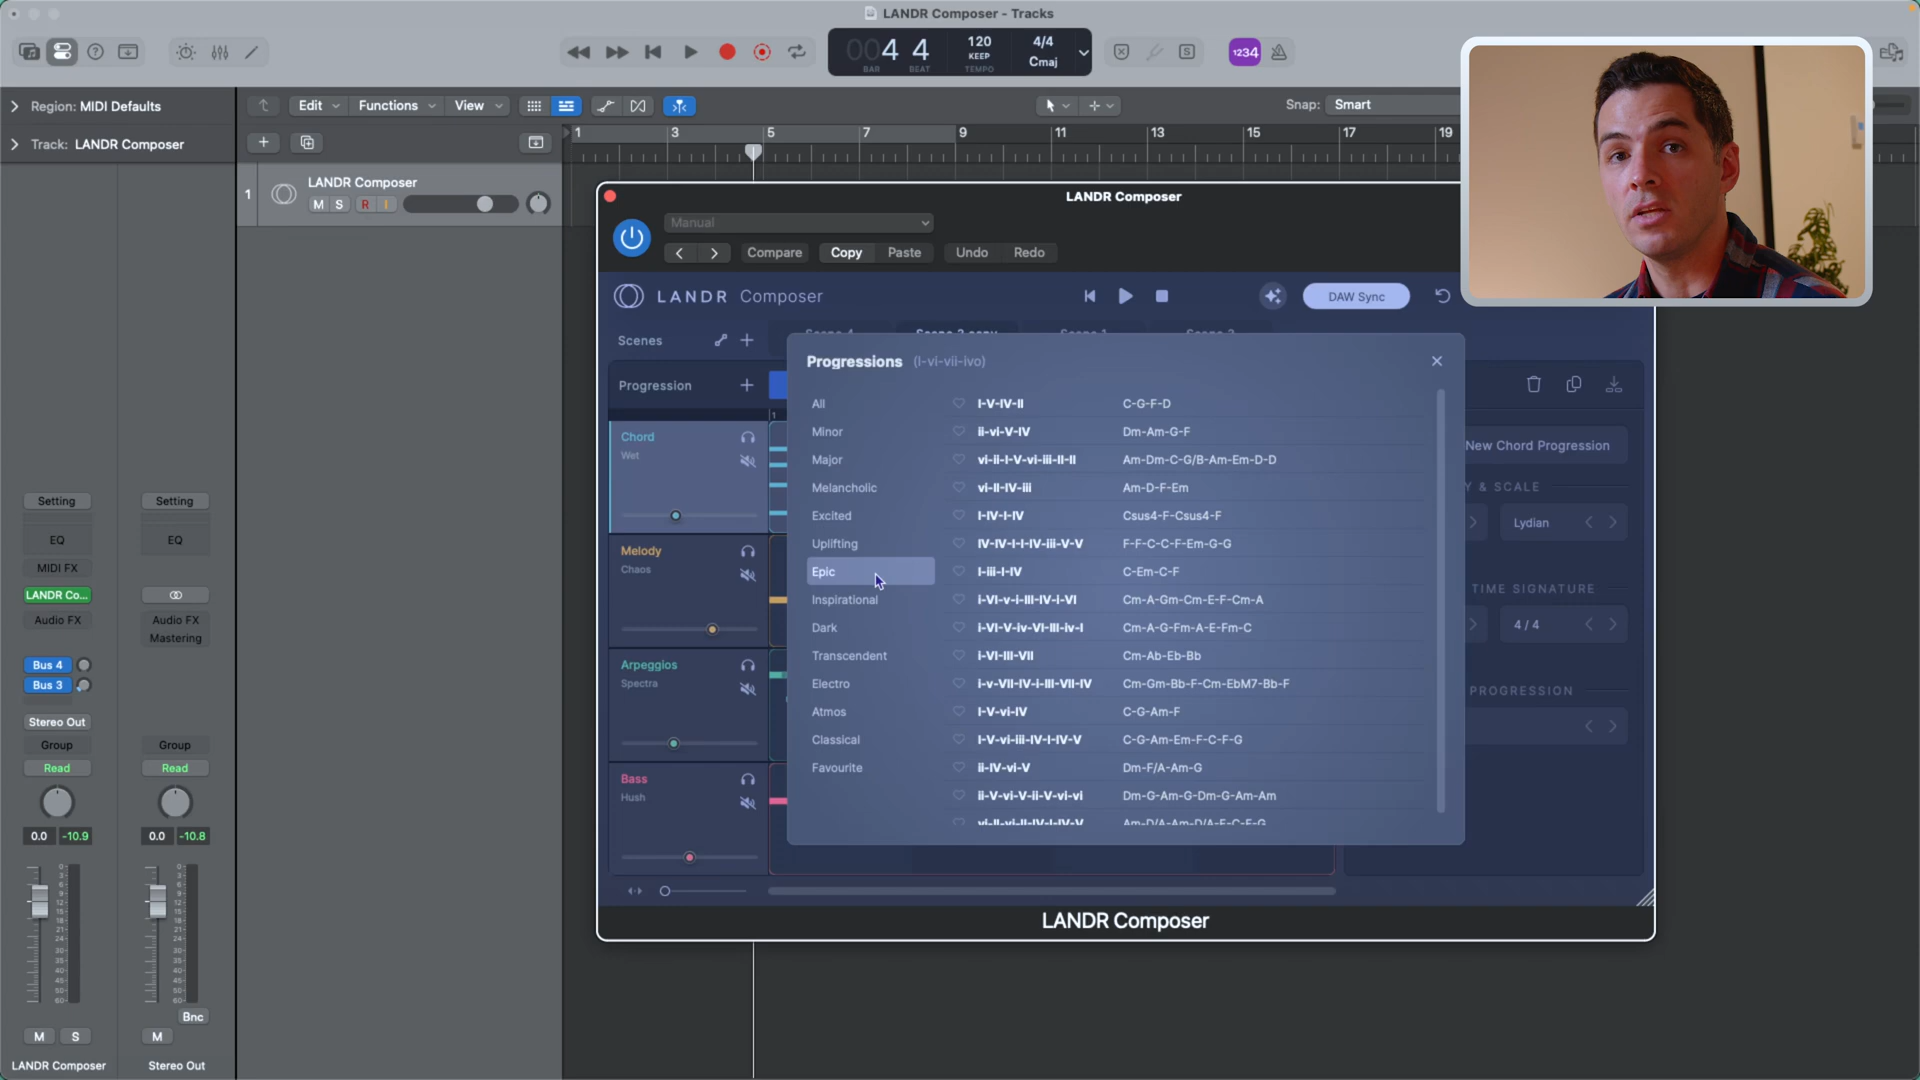 LANDR Composer - Tracks
004 4
BAR BEAT
120
KEEP
TEMPO
4/4
Cmaj
S
1234
Region: MIDI Defaults
Edit Functions View
Snap: Smart
Track: LANDR Composer
1 3 5 7 9 11 13 15 17 19
1
LANDR Composer
M S R I
LANDR Composer
Manual
Compare Copy Paste Undo Redo
LANDR Composer
DAW Sync
Scenes
Progression
1
Progressions (I-vi-vii-ivo)
All
Minor
Major
Melancholic
Excited
Uplifting
Epic
Inspirational
Dark
Transcendent
Electro
Atmos
Classical
Favourite
I-V-IV-II C-G-F-D
ii-vi-V-IV Dm-Am-G-F
vi-ii-I-V-vi-iii-II-II Am-Dm-C-G/B-Am-Em-D-D
vi-II-IV-iii Am-D-F-Em
I-IV-I-IV Csus4-F-Csus4-F
IV-IV-I-I-IV-iii-V-V F-F-C-C-F-Em-G-G
I-iii-I-IV C-Em-C-F
i-VI-v-i-III-IV-i-VI Cm-A-Gm-Cm-E-F-Cm-A
i-VI-V-iv-VI-III-iv-I Cm-A-G-Fm-A-E-Fm-C
i-VI-III-VII Cm-Ab-Eb-Bb
i-v-VII-IV-i-III-VII-IV Cm-Gm-Bb-F-Cm-EbM7-Bb-F
I-V-vi-IV C-G-Am-F
I-V-vi-iii-IV-I-IV-V C-G-Am-Em-F-C-F-G
ii-IV-vi-V Dm-F/A-Am-G
ii-V-vi-V-ii-V-vi-vi Dm-G-Am-G-Dm-G-Am-Am
vi-II-vi-II-IV-I-IV-V Am-D/A-Am-D/A-F-C-F-G
Chord
Wet
Melody
Chaos
Arpeggios
Spectra
Bass
Hush
New Chord Progression
Y & SCALE
Lydian
TIME SIGNATURE
4 / 4
PROGRESSION
LANDR Composer
Setting Setting
EQ EQ
MIDI FX
LANDR Co...
Audio FX Audio FX
Mastering
Bus 4
Bus 3
Stereo Out
Group Group
Read Read
0.0 -10.9 0.0 -10.8
Bnc
M S M
LANDR Composer Stereo Out